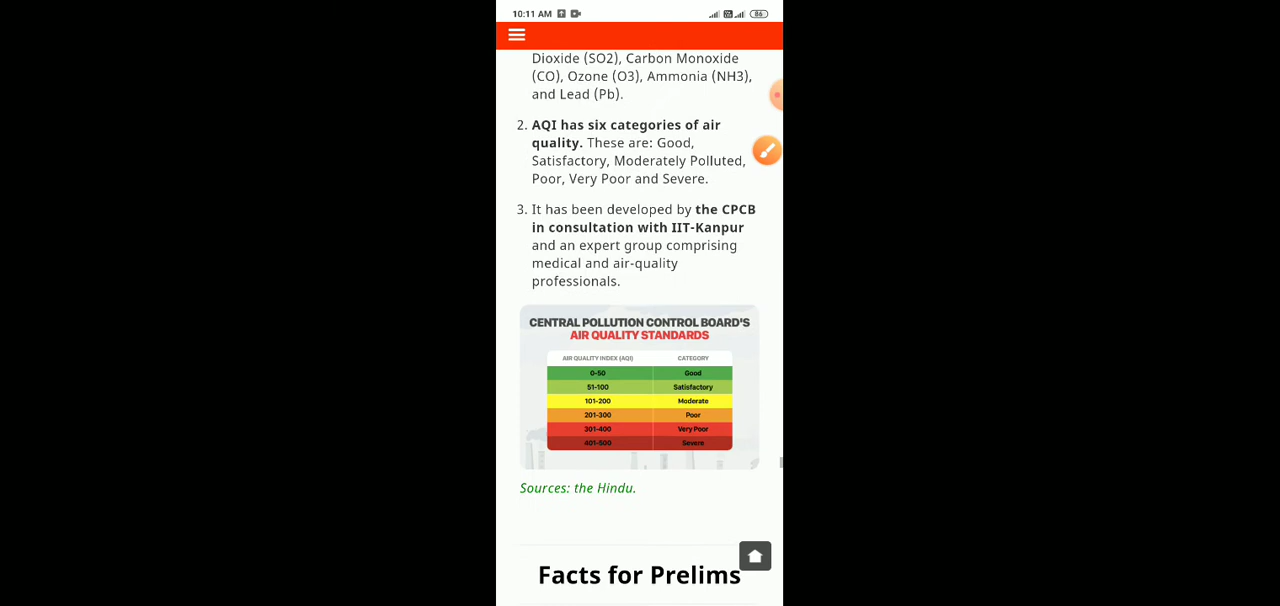 10:11 AM
86
Dioxide (SO2), Carbon Monoxide
(CO), Ozone (O3), Ammonia (NH3),
and Lead (Pb).
2. AQI has six categories of air
quality. These are: Good,
Satisfactory, Moderately Polluted,
Poor, Very Poor and Severe.
3. It has been developed by the CPCB
in consultation with IIT-Kanpur
and an expert group comprising
medical and air-quality
professionals.
CENTRAL POLLUTION CONTROL BOARD'S
AIR QUALITY STANDARDS
AIR QUALITY INDEX (AQI) CATEGORY
0-50 Good
51-100 Satisfactory
101-200 Moderate
201-300 Poor
301-400 Very Poor
401-500 Severe
Sources: the Hindu.
Facts for Prelims